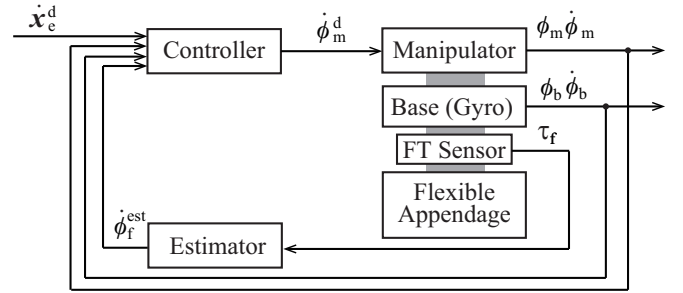 ẋ_e^d
Controller
φ̇_m^d
Manipulator
ϕ_m ϕ̇_m
Base (Gyro)
ϕ_b ϕ̇_b
FT Sensor
τ_f
Flexible
Appendage
ϕ̇_f^est
Estimator